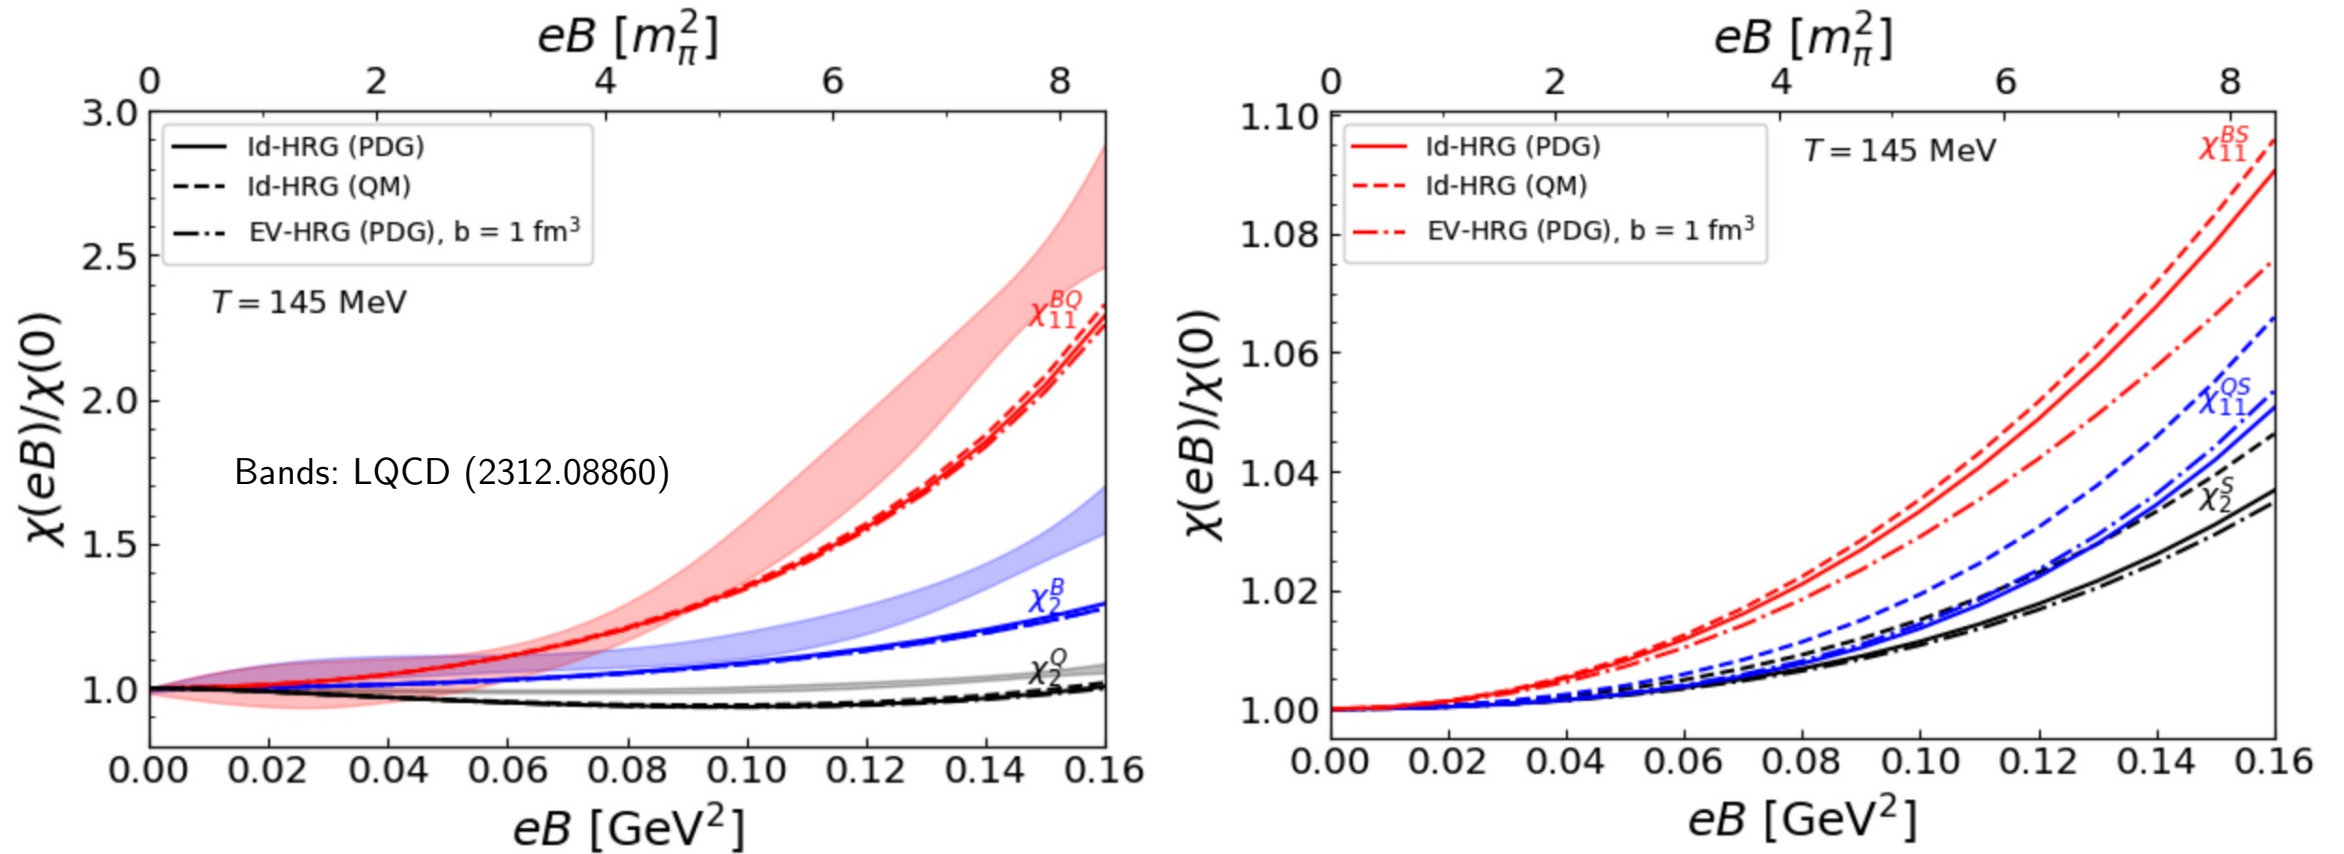 eB [m_π^2]
0 2 4 6 8
3.0
2.5
2.0
1.5
1.0
χ(eB)/χ(0)
Id-HRG (PDG)
Id-HRG (QM)
EV-HRG (PDG), b = 1 fm^3
T = 145 MeV
Bands: LQCD (2312.08860)
χ_11^BQ
χ_2^B
χ_2^Q
0.00 0.02 0.04 0.06 0.08 0.10 0.12 0.14 0.16
eB [GeV^2]
eB [m_π^2]
0 2 4 6 8
1.10
1.08
1.06
1.04
1.02
1.00
χ(eB)/χ(0)
Id-HRG (PDG)
Id-HRG (QM)
EV-HRG (PDG), b = 1 fm^3
T = 145 MeV
χ_11^BS
χ_11^QS
χ_2^S
0.00 0.02 0.04 0.06 0.08 0.10 0.12 0.14 0.16
eB [GeV^2]